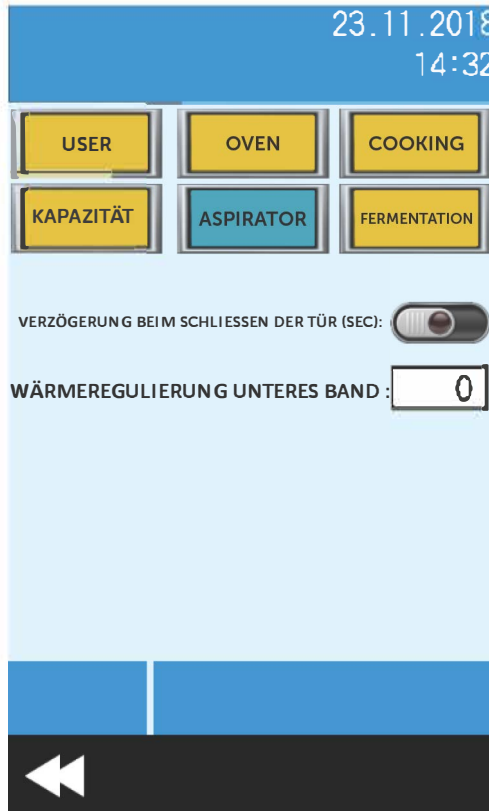 23.11.2018
14:32
USER OVEN COOKING
KAPAZITÄT ASPIRATOR FERMENTATION
VERZÖGERUNG BEIM SCHLIESSEN DER TÜR (SEC):
WÄRMEREGULIERUNG UNTERES BAND : 0